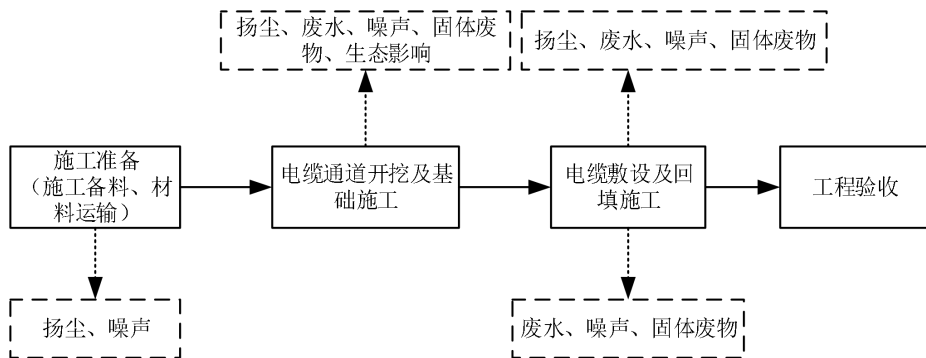 扬尘、废水、噪声、固体废
物、生态影响
扬尘、废水、噪声、固体废物
施工准备
（施工备料、材
料运输）
电缆通道开挖及基
础施工
电缆敷设及回
填施工
工程验收
扬尘、噪声
废水、噪声、固体废物